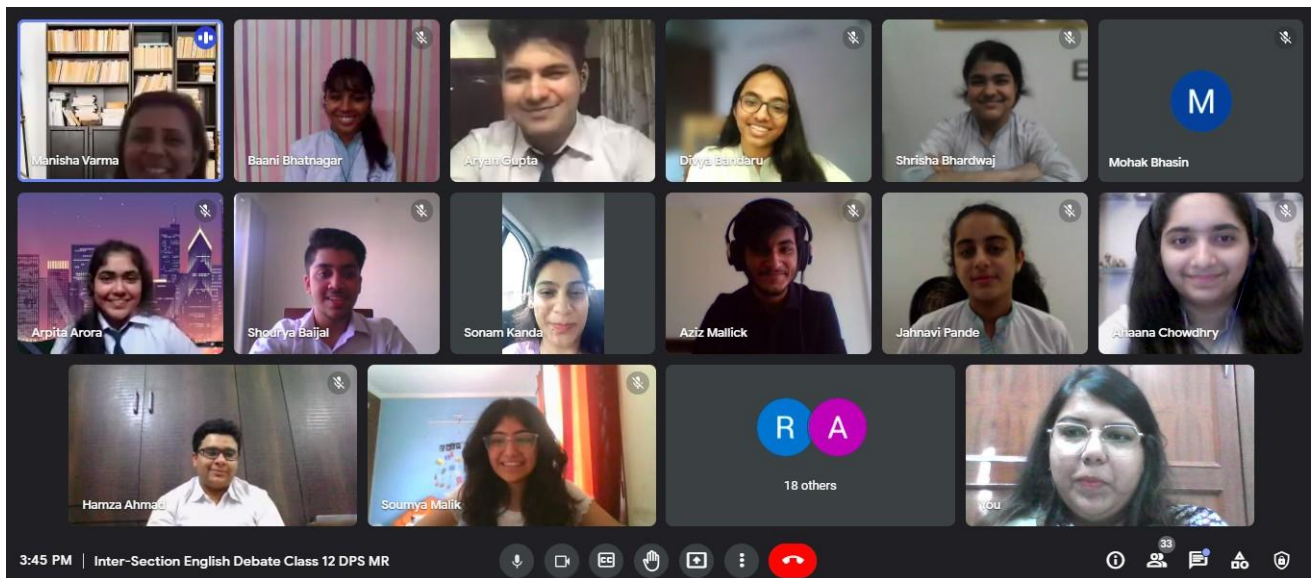 Manisha Varma
Baani Bhatnagar
Aryan Gupta
Divya Bandaru
Shrisha Bhardwaj
M
Mohak Bhasin
Arpita Arora
Shourya Baijal
Sonam Kanda
Aziz Mallick
Jahnavi Pande
Ahaana Chowdhry
Hamza Ahmad
Soumya Malik
R A
18 others
You
3:45 PM | Inter-Section English Debate Class 12 DPS MR
CC
33